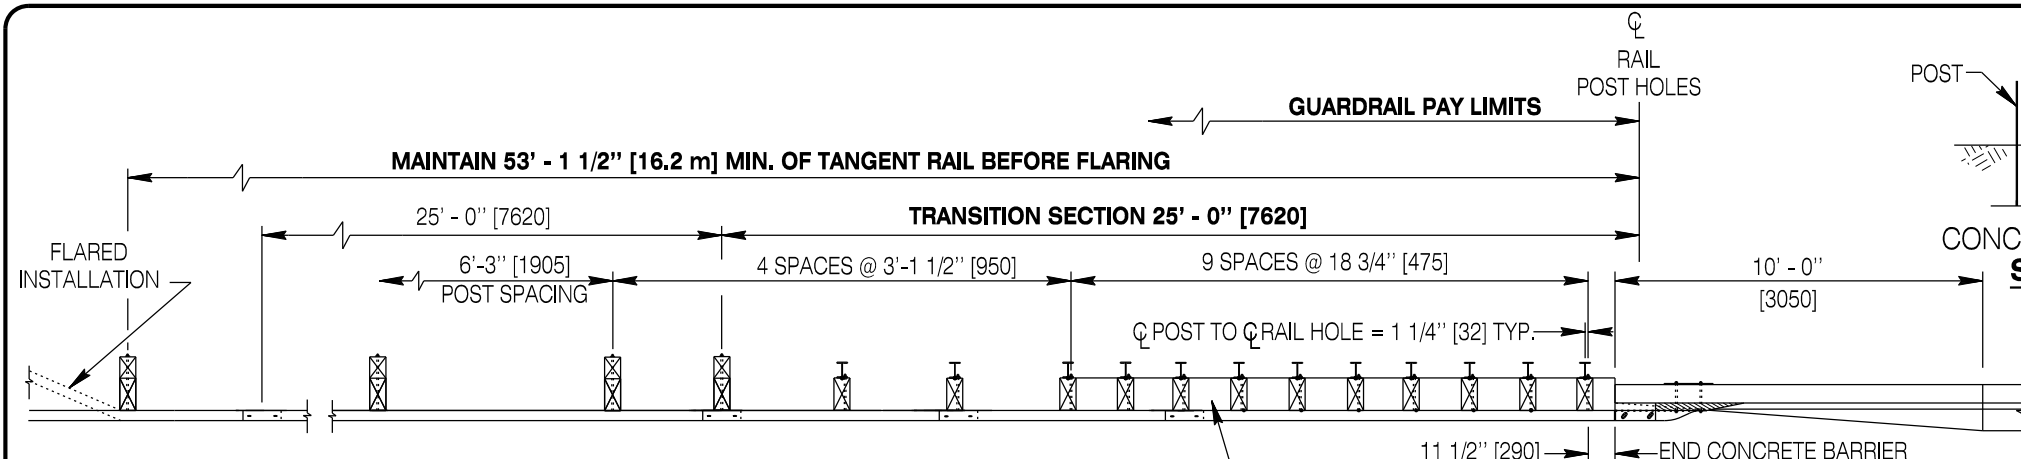 ℄
RAIL
POST HOLES
POST
GUARDRAIL PAY LIMITS
MAINTAIN 53' - 1 1/2'' [16.2 m] MIN. OF TANGENT RAIL BEFORE FLARING
25' - 0'' [7620]
TRANSITION SECTION 25' - 0'' [7620]
FLARED
INSTALLATION
6'-3'' [1905]
POST SPACING
4 SPACES @ 3'-1 1/2'' [950]
9 SPACES @ 18 3/4'' [475]
10' - 0''
[3050]
CONC
S
℄ POST TO ℄ RAIL HOLE = 1 1/4'' [32] TYP.
11 1/2'' [290]
END CONCRETE BARRIER